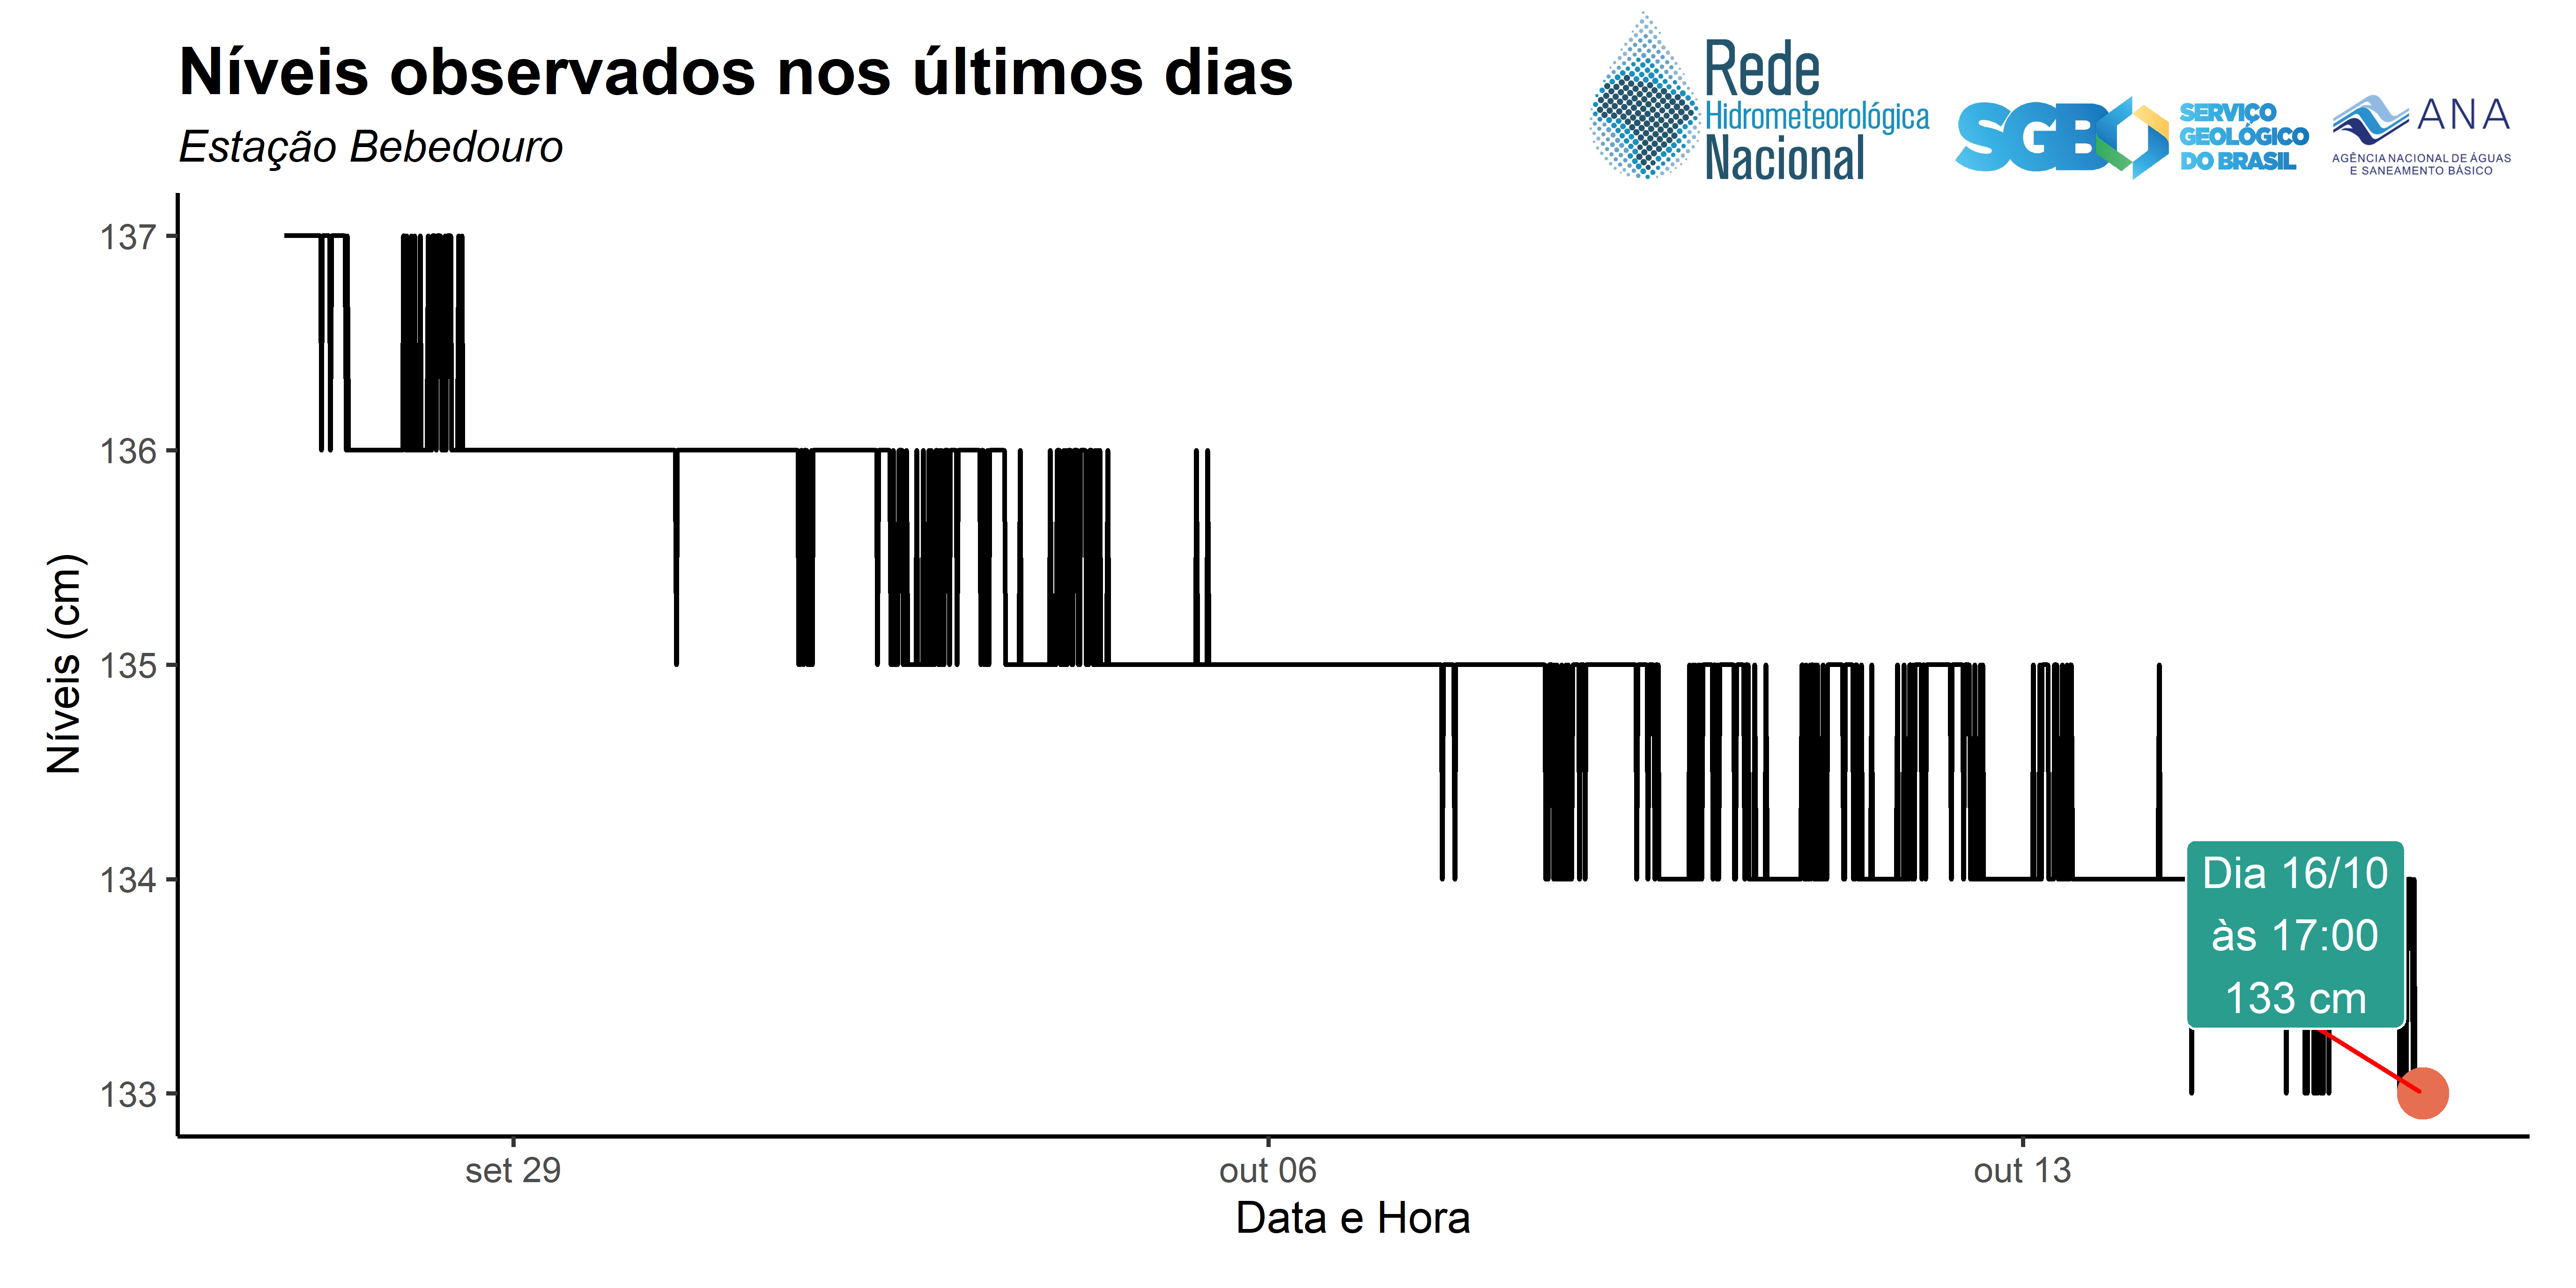 Níveis observados nos últimos dias
Estação Bebedouro
Rede
Hidrometeorológica
Nacional
SGB
SERVIÇO
GEOLÓGICO
DO BRASIL
ANA
AGÊNCIA NACIONAL DE ÁGUAS
E SANEAMENTO BÁSICO
Níveis (cm)
137
136
135
134
133
Dia 16/10
às 17:00
133 cm
set 29
out 06
out 13
Data e Hora